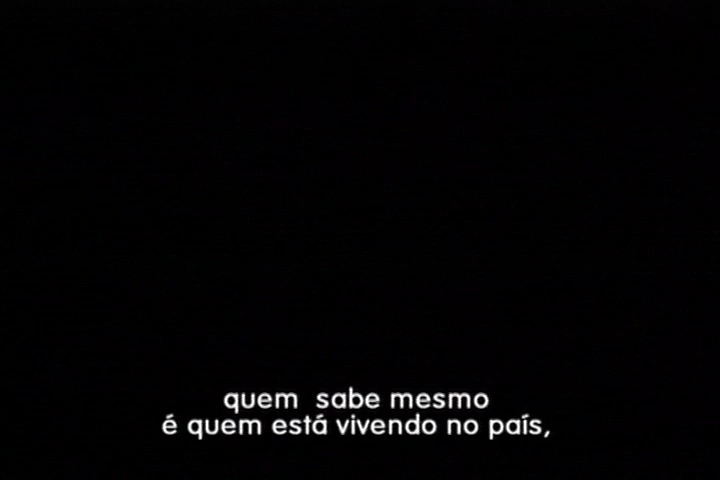 quem sabe mesmo
é quem está vivendo no país,